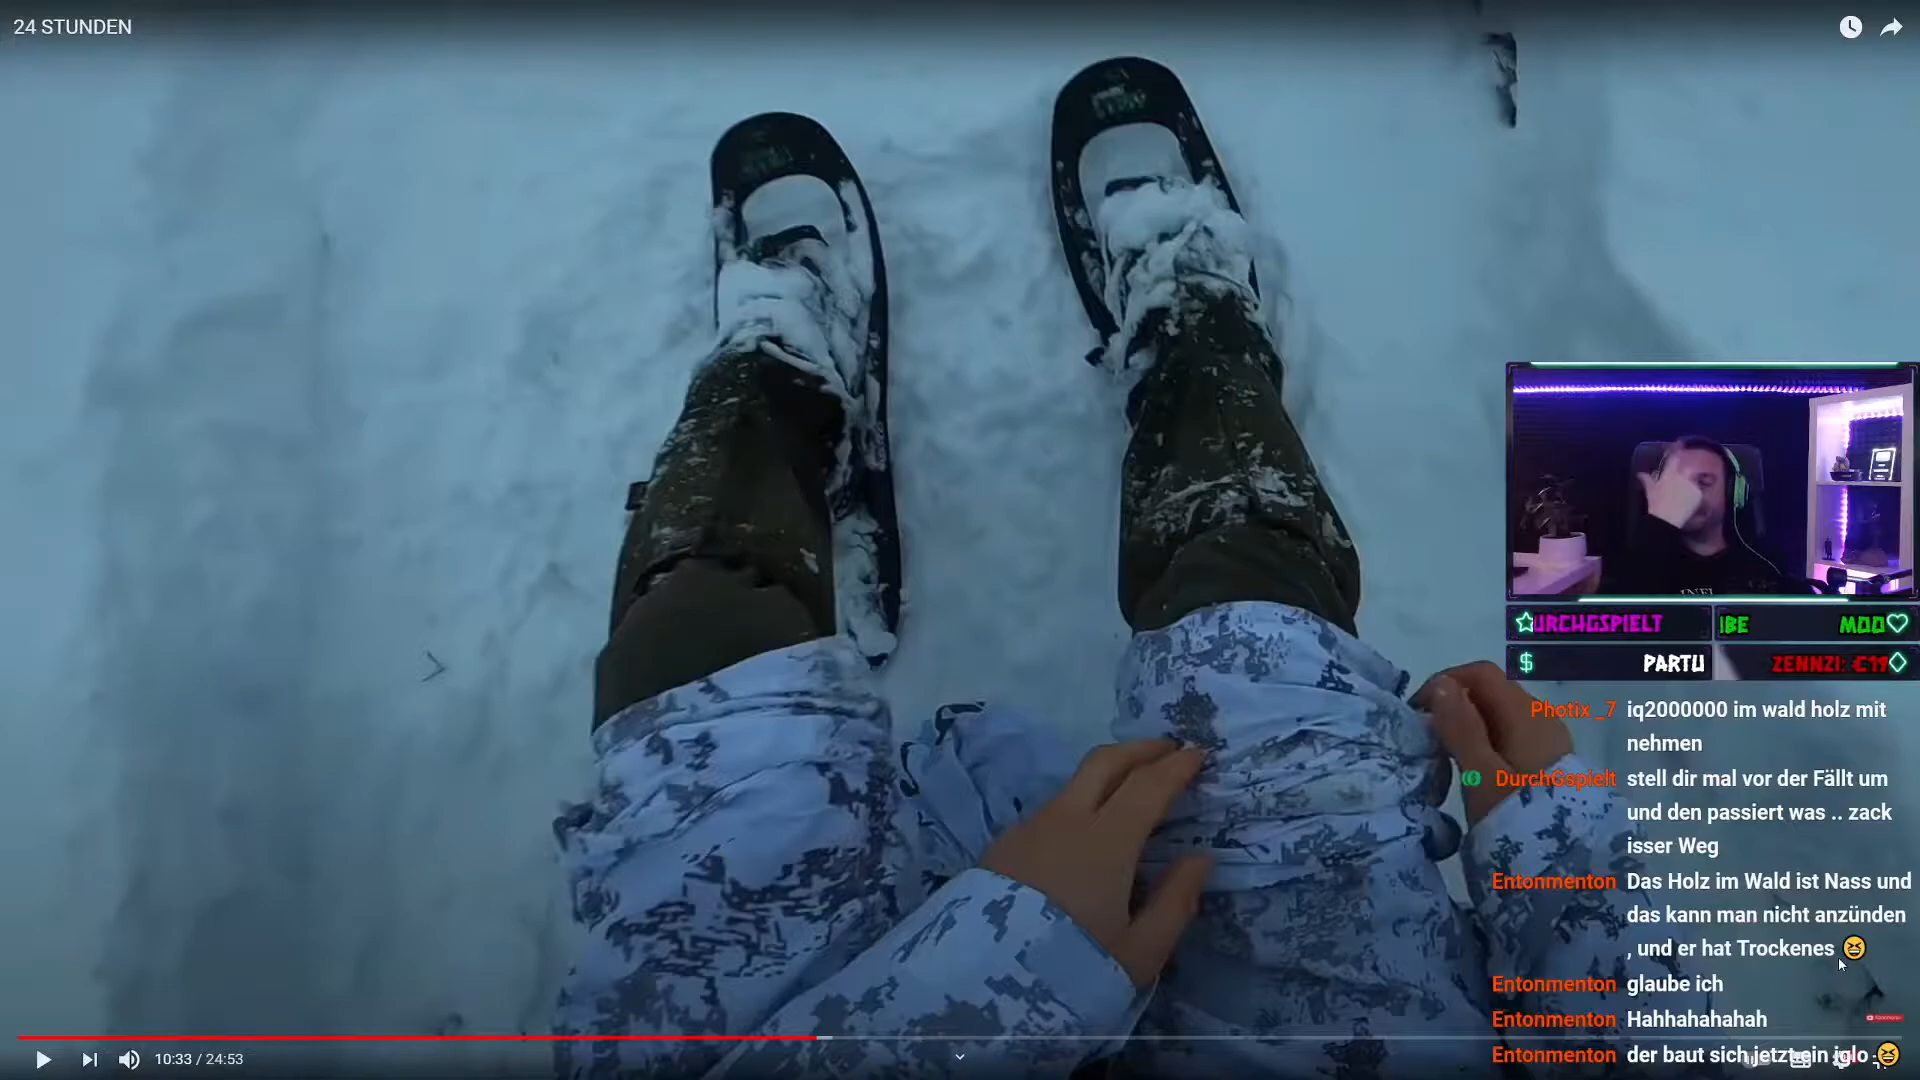 24 STUNDEN
URCHGSPIELT
IBE
MOO
$
PARTU
ZENNZI: €19
Photix_7 iq2000000 im wald holz mit
nehmen
DurchGspielt stell dir mal vor der Fällt um
und den passiert was .. zack
isser Weg
Entonmenton Das Holz im Wald ist Nass und
das kann man nicht anzünden
, und er hat Trockenes 😆
Entonmenton glaube ich
Entonmenton Hahhahahahah
Entonmenton der baut sich jetzt ein iglo 😆
10:33 / 24:53